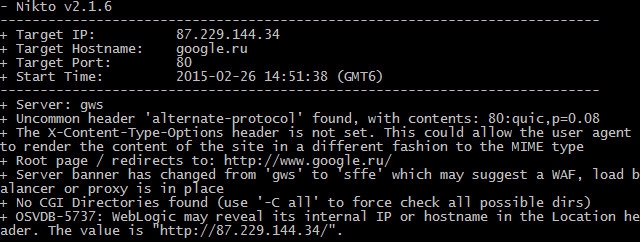 - Nikto v2.1.6
---------------------------------------------------------------------------
+ Target IP:          87.229.144.34
+ Target Hostname:    google.ru
+ Target Port:        80
+ Start Time:         2015-02-26 14:51:38 (GMT6)
---------------------------------------------------------------------------
+ Server: gws
+ Uncommon header 'alternate-protocol' found, with contents: 80:quic,p=0.08
+ The X-Content-Type-Options header is not set. This could allow the user agent
to render the content of the site in a different fashion to the MIME type
+ Root page / redirects to: http://www.google.ru/
+ Server banner has changed from 'gws' to 'sffe' which may suggest a WAF, load b
alancer or proxy is in place
+ No CGI Directories found (use '-C all' to force check all possible dirs)
+ OSVDB-5737: WebLogic may reveal its internal IP or hostname in the Location he
ader. The value is "http://87.229.144.34/".